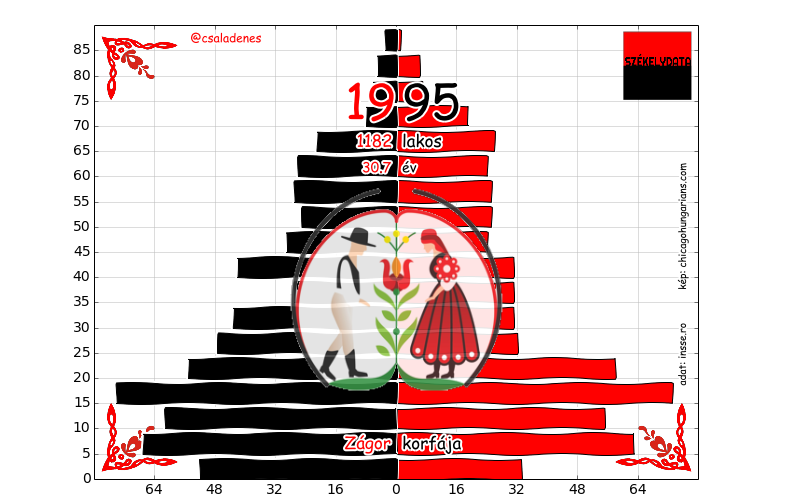 @csaladenes
SZÉKELYDATA
1995
1182 lakos
30.7 év
kép: chicagohungarians.com
adat: insse.ro
Zágor korfája
85
80
75
70
65
60
55
50
45
40
35
30
25
20
15
10
5
0
64 48 32 16 0 16 32 48 64